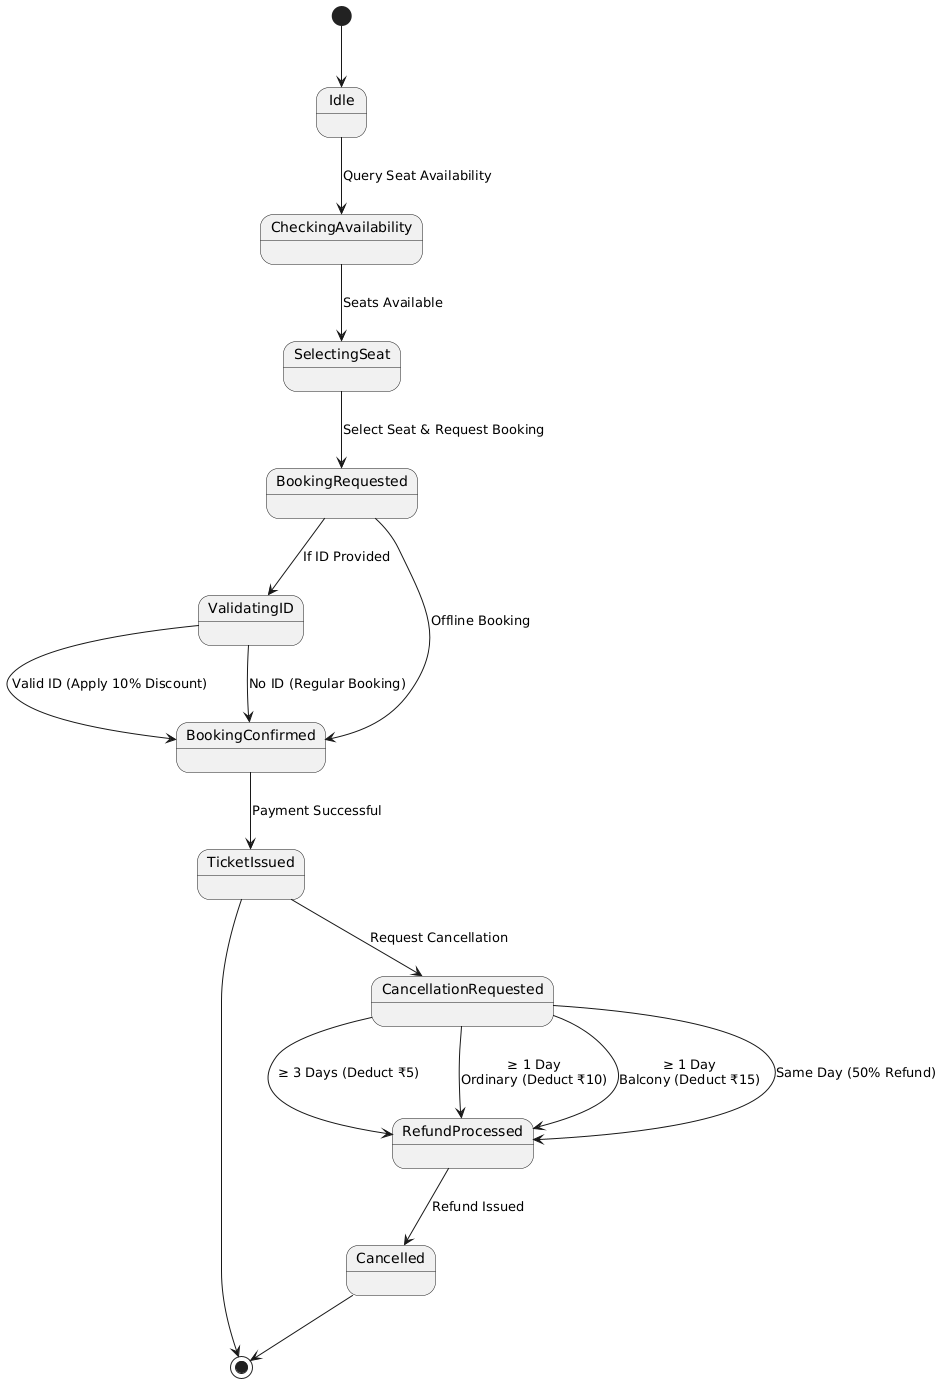 Idle
Query Seat Availability
CheckingAvailability
Seats Available
SelectingSeat
Select Seat & Request Booking
BookingRequested
If ID Provided
ValidatingID
Offline Booking
Valid ID (Apply 10% Discount)
No ID (Regular Booking)
BookingConfirmed
Payment Successful
TicketIssued
Request Cancellation
CancellationRequested
≥ 3 Days (Deduct ₹5)
≥ 1 Day
Ordinary (Deduct ₹10)
≥ 1 Day
Balcony (Deduct ₹15)
Same Day (50% Refund)
RefundProcessed
Refund Issued
Cancelled